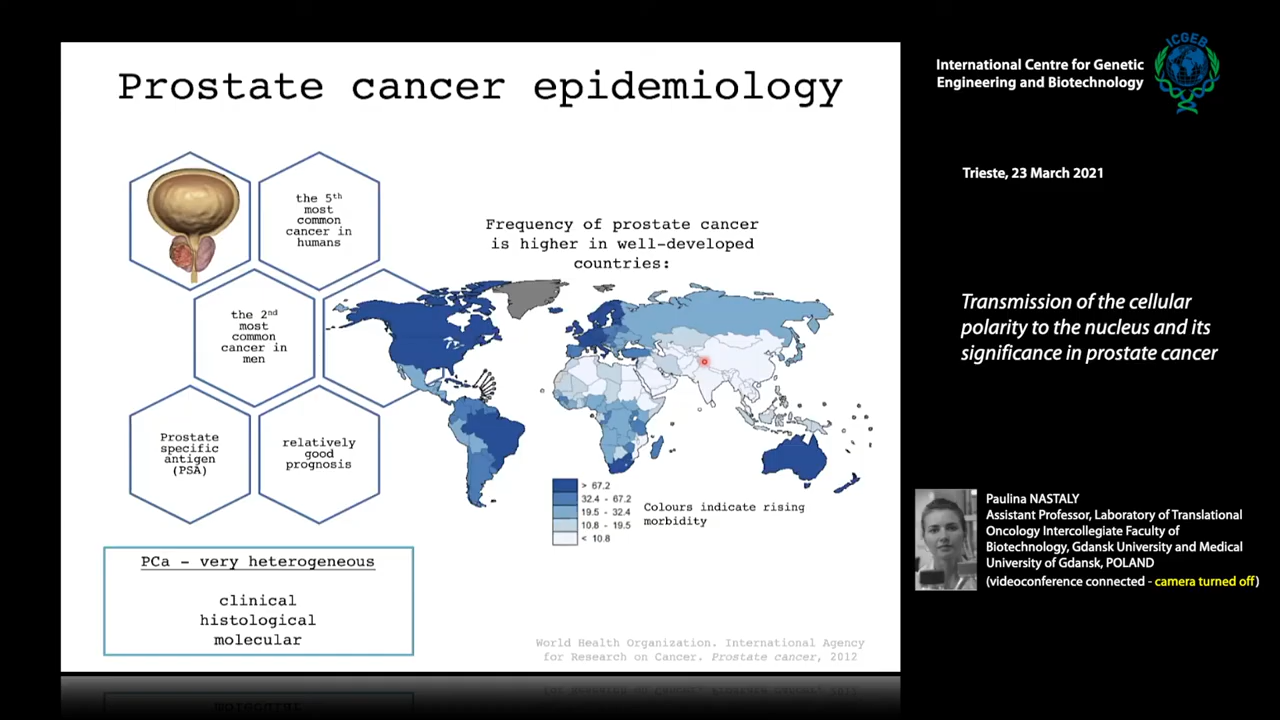 Prostate cancer epidemiology
the 5th
most
common
cancer in
humans
the 2nd
most
common
cancer in
men
Prostate
specific
antigen
(PSA)
relatively
good
prognosis
Frequency of prostate cancer
is higher in well-developed
countries:
> 67.2
32.4 - 67.2
19.5 - 32.4
10.8 - 19.5
< 10.8
Colours indicate rising
morbidity
PCa - very heterogeneous
clinical
histological
molecular
World Health Organization. International Agency
for Research on Cancer. Prostate cancer, 2012
International Centre for Genetic
Engineering and Biotechnology
ICGEB
Trieste, 23 March 2021
Transmission of the cellular
polarity to the nucleus and its
significance in prostate cancer
Paulina NASTALY
Assistant Professor, Laboratory of Translational
Oncology Intercollegiate Faculty of
Biotechnology, Gdansk University and Medical
University of Gdansk, POLAND
(videoconference connected - camera turned off)